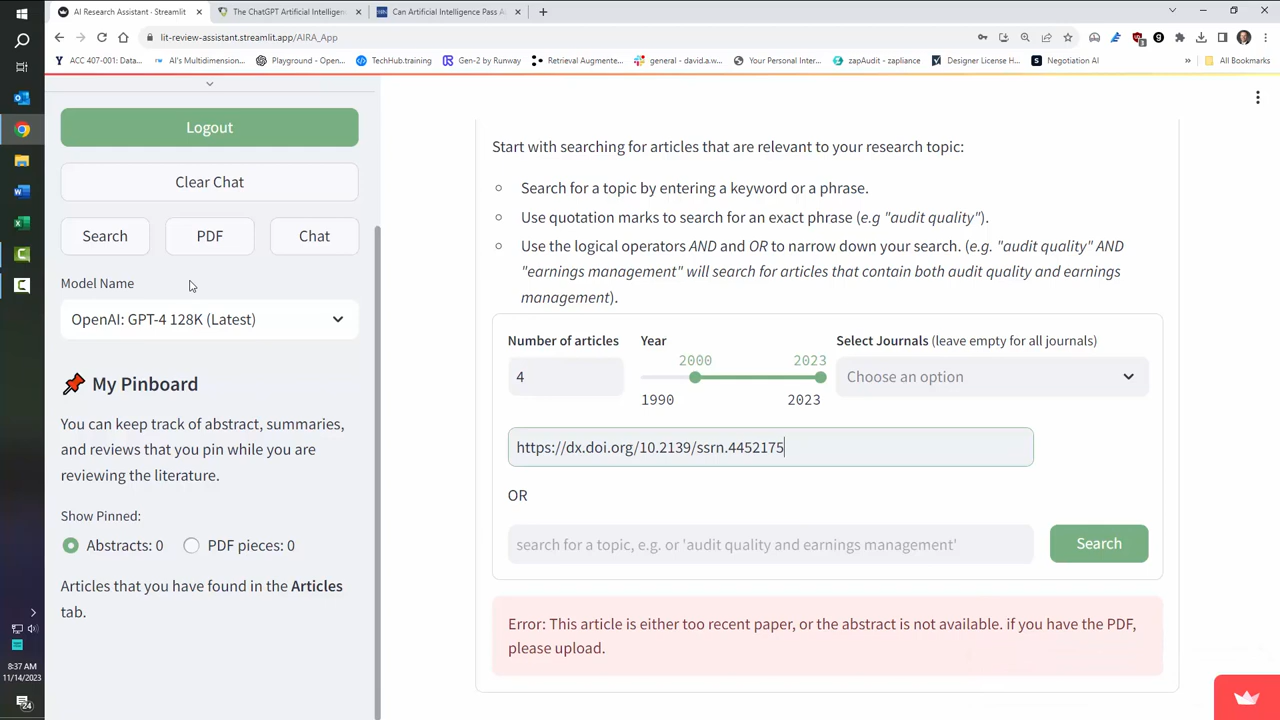 AI Research Assistant - Streamlit
The ChatGPT Artificial Intelligen
Can Artificial Intelligence Pass A
lit-review-assistant.streamlit.app/AIRA_App
ACC 407-001: Data...
AI's Multidimension...
Playground - Open...
TechHub.training
Gen-2 by Runway
Retrieval Augmente...
general - david.a.w...
Your Personal Inter...
zapAudit - zapliance
Designer License H...
Negotiation AI
»
All Bookmarks
Logout
Clear Chat
Search PDF Chat
Model Name
OpenAI: GPT-4 128K (Latest)
My Pinboard
You can keep track of abstract, summaries,
and reviews that you pin while you are
reviewing the literature.
Show Pinned:
Abstracts: 0 PDF pieces: 0
Articles that you have found in the Articles
tab.
Start with searching for articles that are relevant to your research topic:
Search for a topic by entering a keyword or a phrase.
Use quotation marks to search for an exact phrase (e.g "audit quality").
Use the logical operators AND and OR to narrow down your search. (e.g. "audit quality" AND
"earnings management" will search for articles that contain both audit quality and earnings
management).
Number of articles Year Select Journals (leave empty for all journals)
2000 2023
4 Choose an option
1990 2023
https://dx.doi.org/10.2139/ssrn.4452175
OR
search for a topic, e.g. or 'audit quality and earnings management'
Search
Error: This article is either too recent paper, or the abstract is not available. if you have the PDF,
please upload.
8:37 AM
11/14/2023
24